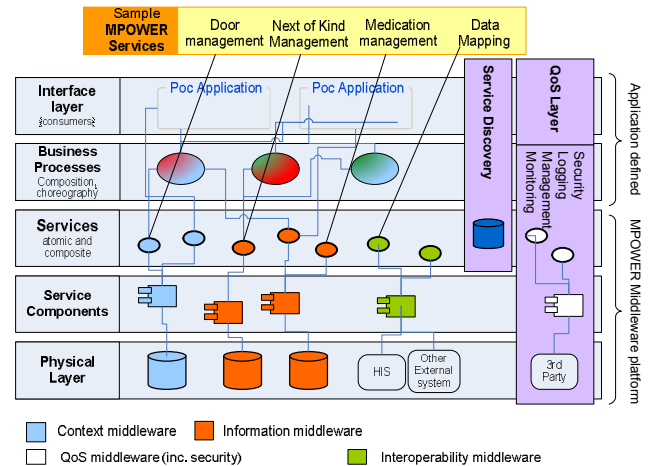 Sample
MPOWER
Services
Door
management
Next of Kind
Management
Medication
management
Data
Mapping
Interface
layer
{consumers}
Poc Application
Poc Application
Service Discovery
QoS Layer
Application defined
Business
Processes
Composition,
choreography
Security
Logging
Management
Monitoring
Services
atomic and
composite
MPOWER Middleware platform
Service
Components
Physical
Layer
HIS
Other
External
system
3rd
Party
Context middleware
Information middleware
QoS middleware (inc. security)
Interoperability middleware